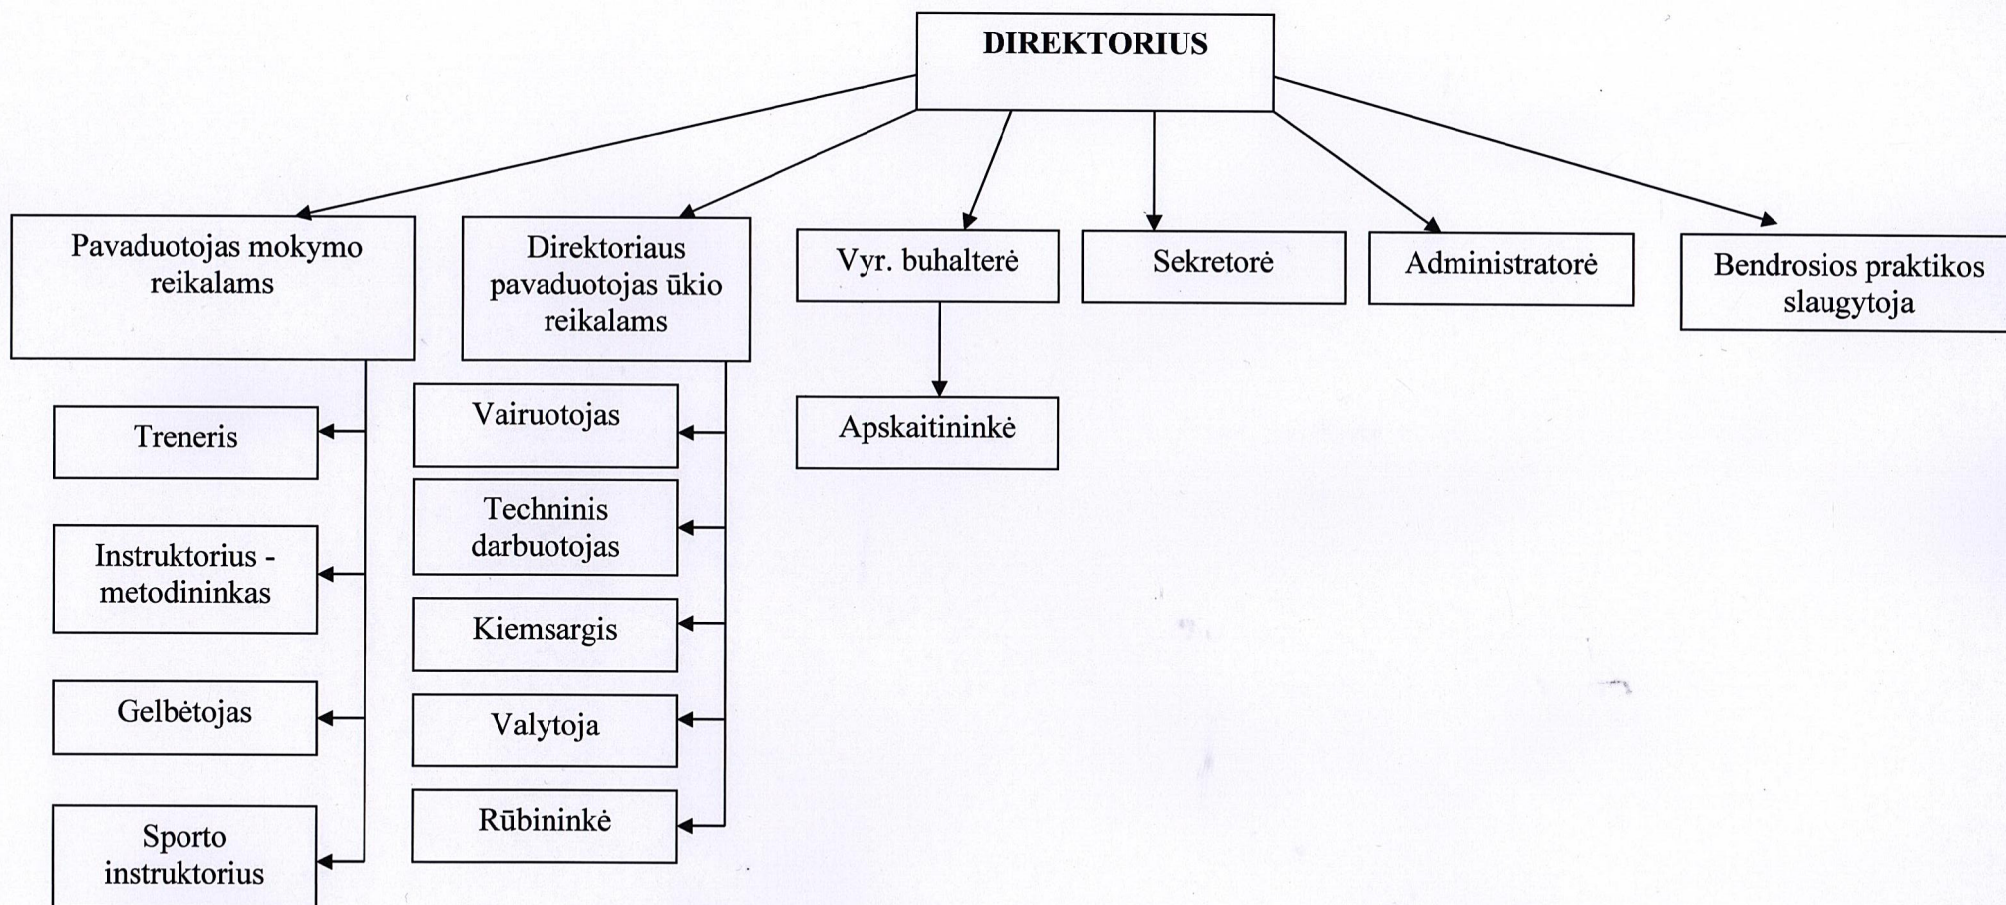 DIREKTORIUS
Pavaduotojas mokymo
reikalams
Direktoriaus
pavaduotojas ūkio
reikalams
Vyr. buhalterė
Sekretorė
Administratorė
Bendrosios praktikos
slaugytoja
Treneris
Instruktorius -
metodininkas
Gelbėtojas
Sporto
instruktorius
Vairuotojas
Techninis
darbuotojas
Kiemsargis
Valytoja
Rūbininkė
Apskaitininkė